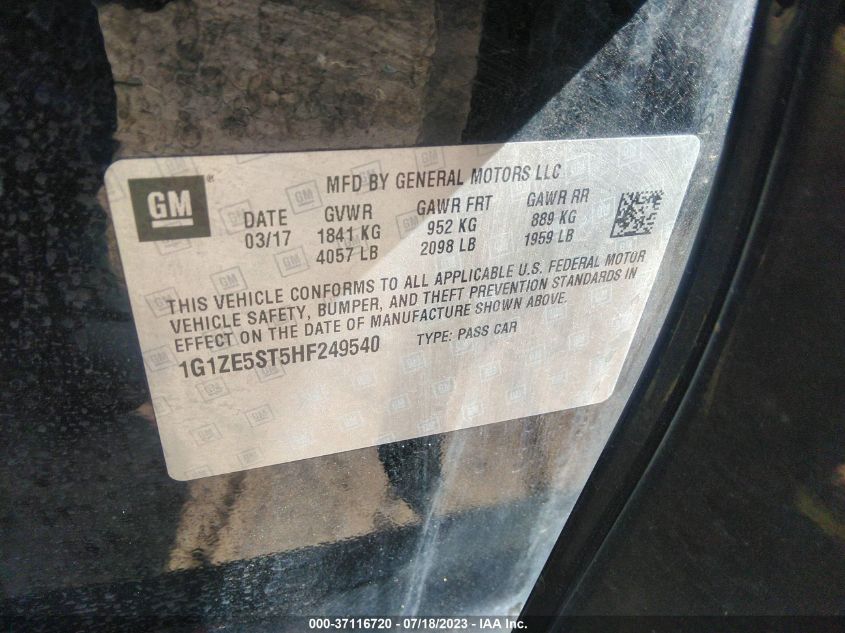 GM ®
MFD BY GENERAL MOTORS LLC
DATE GVWR GAWR FRT GAWR RR
03/17 1841 KG 952 KG 889 KG
4057 LB 2098 LB 1959 LB
THIS VEHICLE CONFORMS TO ALL APPLICABLE U.S. FEDERAL MOTOR
VEHICLE SAFETY, BUMPER, AND THEFT PREVENTION STANDARDS IN
EFFECT ON THE DATE OF MANUFACTURE SHOWN ABOVE.
1G1ZE5ST5HF249540 TYPE: PASS CAR
000-37116720 - 07/18/2023 - IAA Inc.